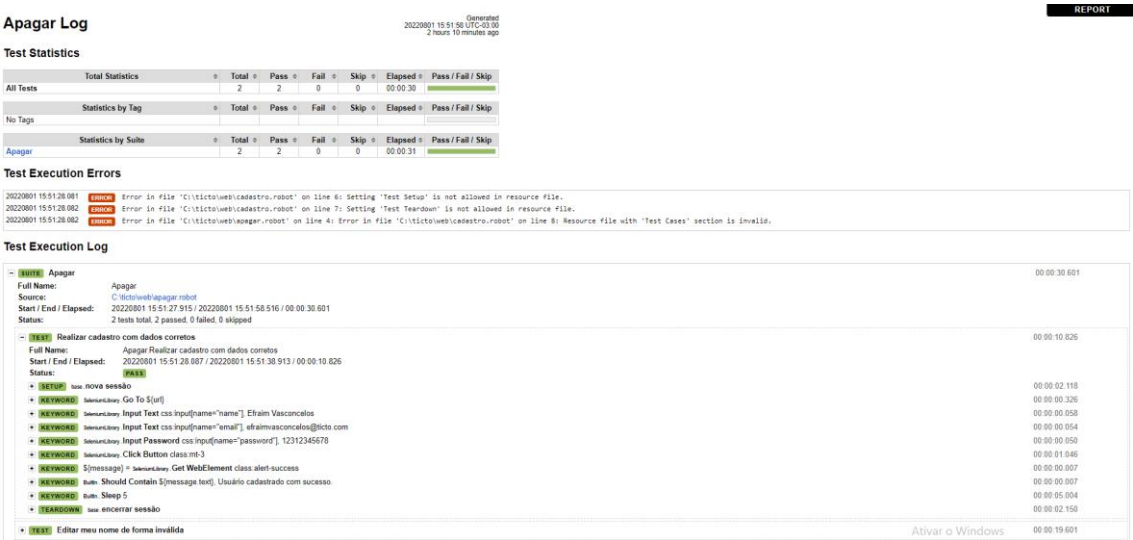 REPORT
Apagar Log
Generated
20220801 15:51:58 UTC-03:00
2 hours 10 minutes ago
Test Statistics
Total Statistics Total Pass Fail Skip Elapsed Pass / Fail / Skip
All Tests 2 2 0 0 00:00:30
Statistics by Tag Total Pass Fail Skip Elapsed Pass / Fail / Skip
No Tags
Statistics by Suite Total Pass Fail Skip Elapsed Pass / Fail / Skip
Apagar 2 2 0 0 00:00:31
Test Execution Errors
20220801 15:51:28.081 ERROR Error in file 'C:\ticto\web\cadastro.robot' on line 6: Setting 'Test Setup' is not allowed in resource file.
20220801 15:51:28.082 ERROR Error in file 'C:\ticto\web\cadastro.robot' on line 7: Setting 'Test Teardown' is not allowed in resource file.
20220801 15:51:28.082 ERROR Error in file 'C:\ticto\web\apagar.robot' on line 4: Error in file 'C:\ticto\web\cadastro.robot' on line 8: Resource file with 'Test Cases' section is invalid.
Test Execution Log
- SUITE Apagar 00:00:30.601
Full Name: Apagar
Source: C:\ticto\web\apagar.robot
Start / End / Elapsed: 20220801 15:51:27.915 / 20220801 15:51:58.516 / 00:00:30.601
Status: 2 tests total, 2 passed, 0 failed, 0 skipped
- TEST Realizar cadastro com dados corretos 00:00:10.826
Full Name: Apagar.Realizar cadastro com dados corretos
Start / End / Elapsed: 20220801 15:51:28.087 / 20220801 15:51:38.913 / 00:00:10.826
Status: PASS
+ SETUP base.nova sessão 00:00:02.118
+ KEYWORD SeleniumLibrary.Go To ${url} 00:00:00.326
+ KEYWORD SeleniumLibrary.Input Text css:input[name="name"], Efraim Vasconcelos 00:00:00.058
+ KEYWORD SeleniumLibrary.Input Text css:input[name="email"], efraimvasconcelos@ticto.com 00:00:00.054
+ KEYWORD SeleniumLibrary.Input Password css:input[name="password"], 12312345678 00:00:00.050
+ KEYWORD SeleniumLibrary.Click Button class:mt-3 00:00:01.046
+ KEYWORD ${message} = SeleniumLibrary.Get WebElement class:alert-success 00:00:00.007
+ KEYWORD BuiltIn.Should Contain ${message.text}, Usuário cadastrado com sucesso. 00:00:00.007
+ KEYWORD BuiltIn.Sleep 5 00:00:05.004
+ TEARDOWN base.encerrar sessão 00:00:02.150
+ TEST Editar meu nome de forma inválida 00:00:19.601
Ativar o Windows